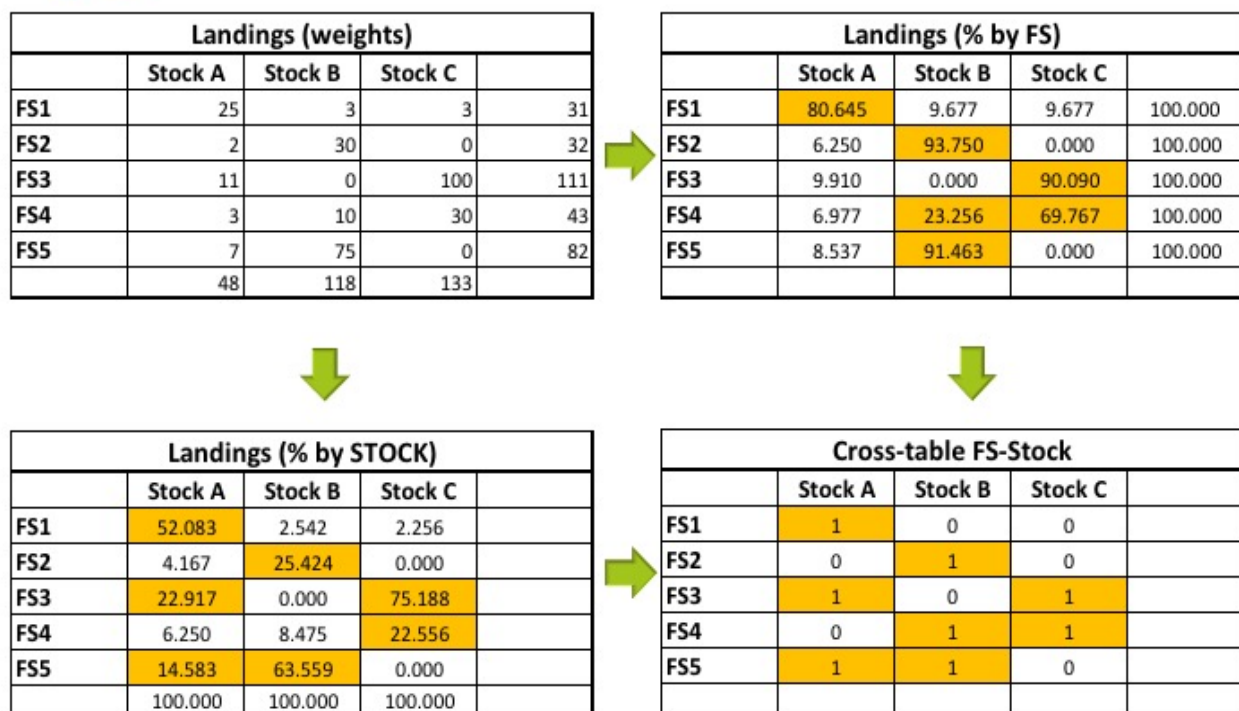 Landings (weights)
Stock A Stock B Stock C
FS1 25 3 3 31
FS2 2 30 0 32
FS3 11 0 100 111
FS4 3 10 30 43
FS5 7 75 0 82
48 118 133
Landings (% by FS)
Stock A Stock B Stock C
FS1 80.645 9.677 9.677 100.000
FS2 6.250 93.750 0.000 100.000
FS3 9.910 0.000 90.090 100.000
FS4 6.977 23.256 69.767 100.000
FS5 8.537 91.463 0.000 100.000
Landings (% by STOCK)
Stock A Stock B Stock C
FS1 52.083 2.542 2.256
FS2 4.167 25.424 0.000
FS3 22.917 0.000 75.188
FS4 6.250 8.475 22.556
FS5 14.583 63.559 0.000
100.000 100.000 100.000
Cross-table FS-Stock
Stock A Stock B Stock C
FS1 1 0 0
FS2 0 1 0
FS3 1 0 1
FS4 0 1 1
FS5 1 1 0